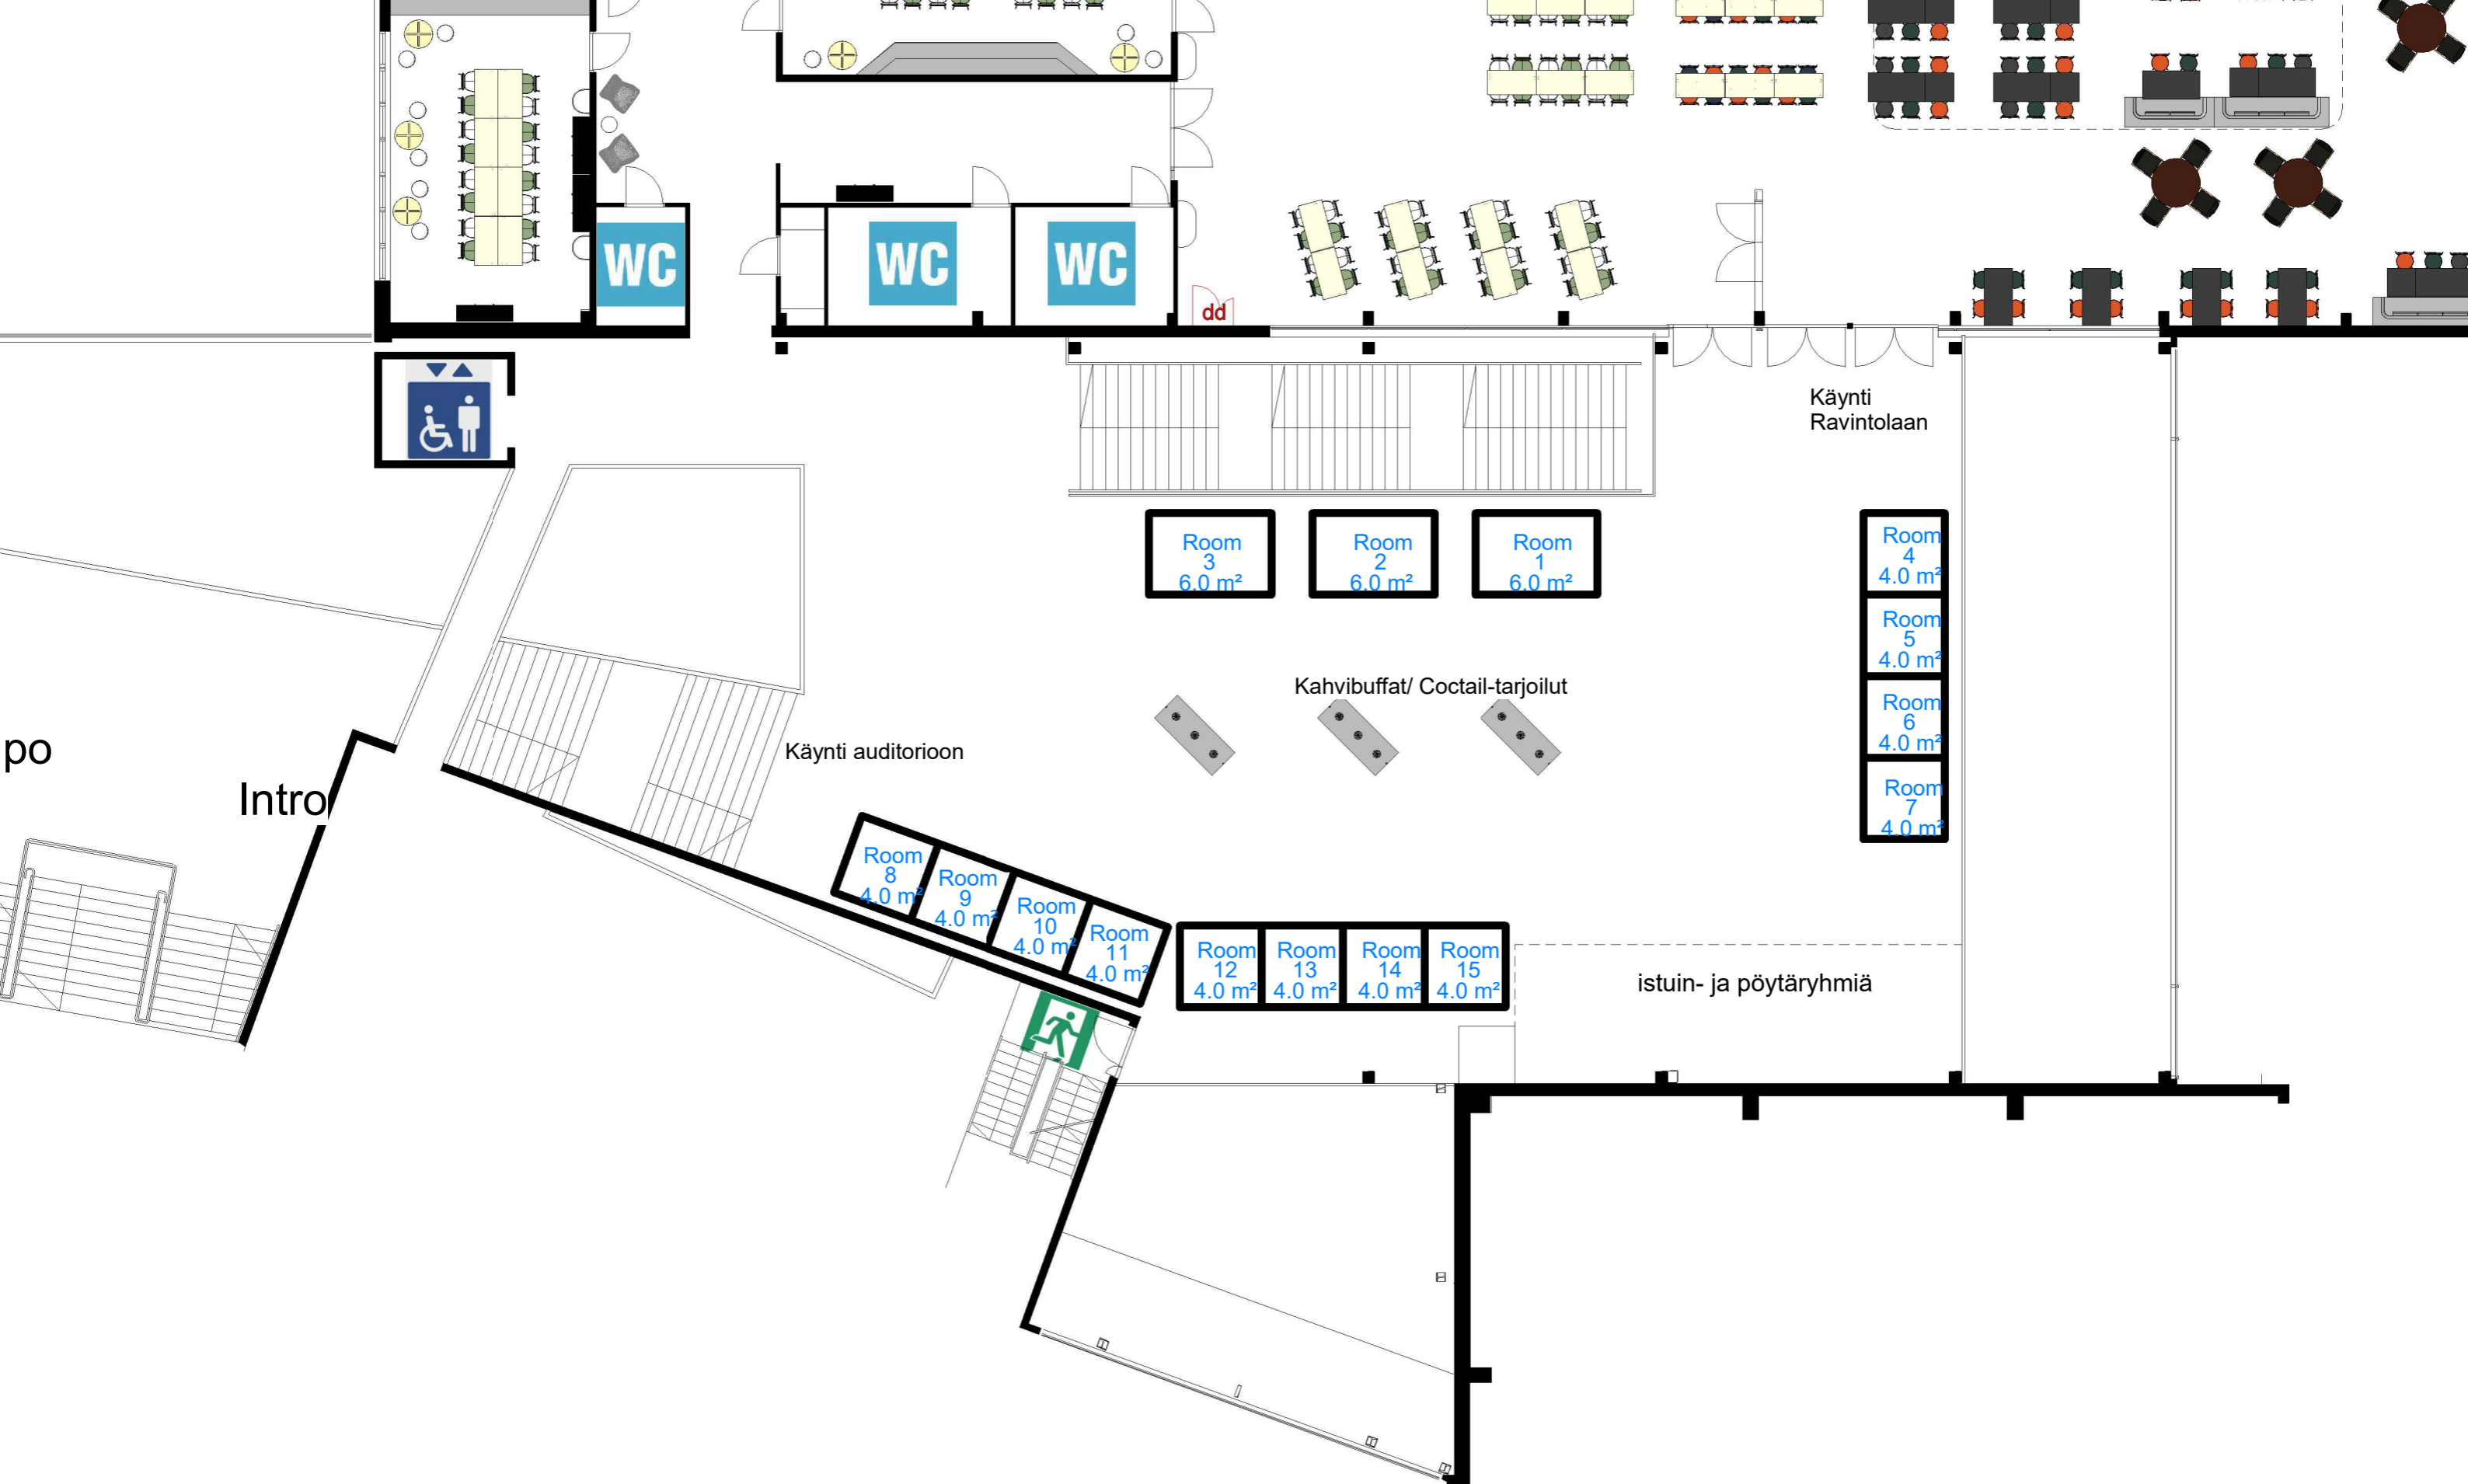 WC
WC
WC
dd
Käynti
Ravintolaan
Room
3
6.0 m²
Room
2
6.0 m²
Room
1
6.0 m²
Room
4
4.0 m²
Room
5
4.0 m²
Room
6
4.0 m²
Room
7
4.0 m²
Kahvibuffat/ Coctail-tarjoilut
Käynti auditorioon
po
Intro
Room
8
4.0 m²
Room
9
4.0 m²
Room
10
4.0 m²
Room
11
4.0 m²
Room
12
4.0 m²
Room
13
4.0 m²
Room
14
4.0 m²
Room
15
4.0 m²
istuin- ja pöytäryhmiä